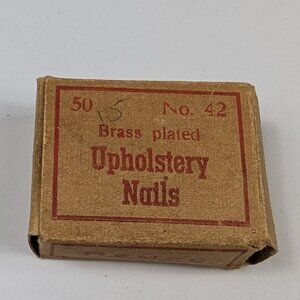 50 15 No. 42
Brass plated
Upholstery
Nails